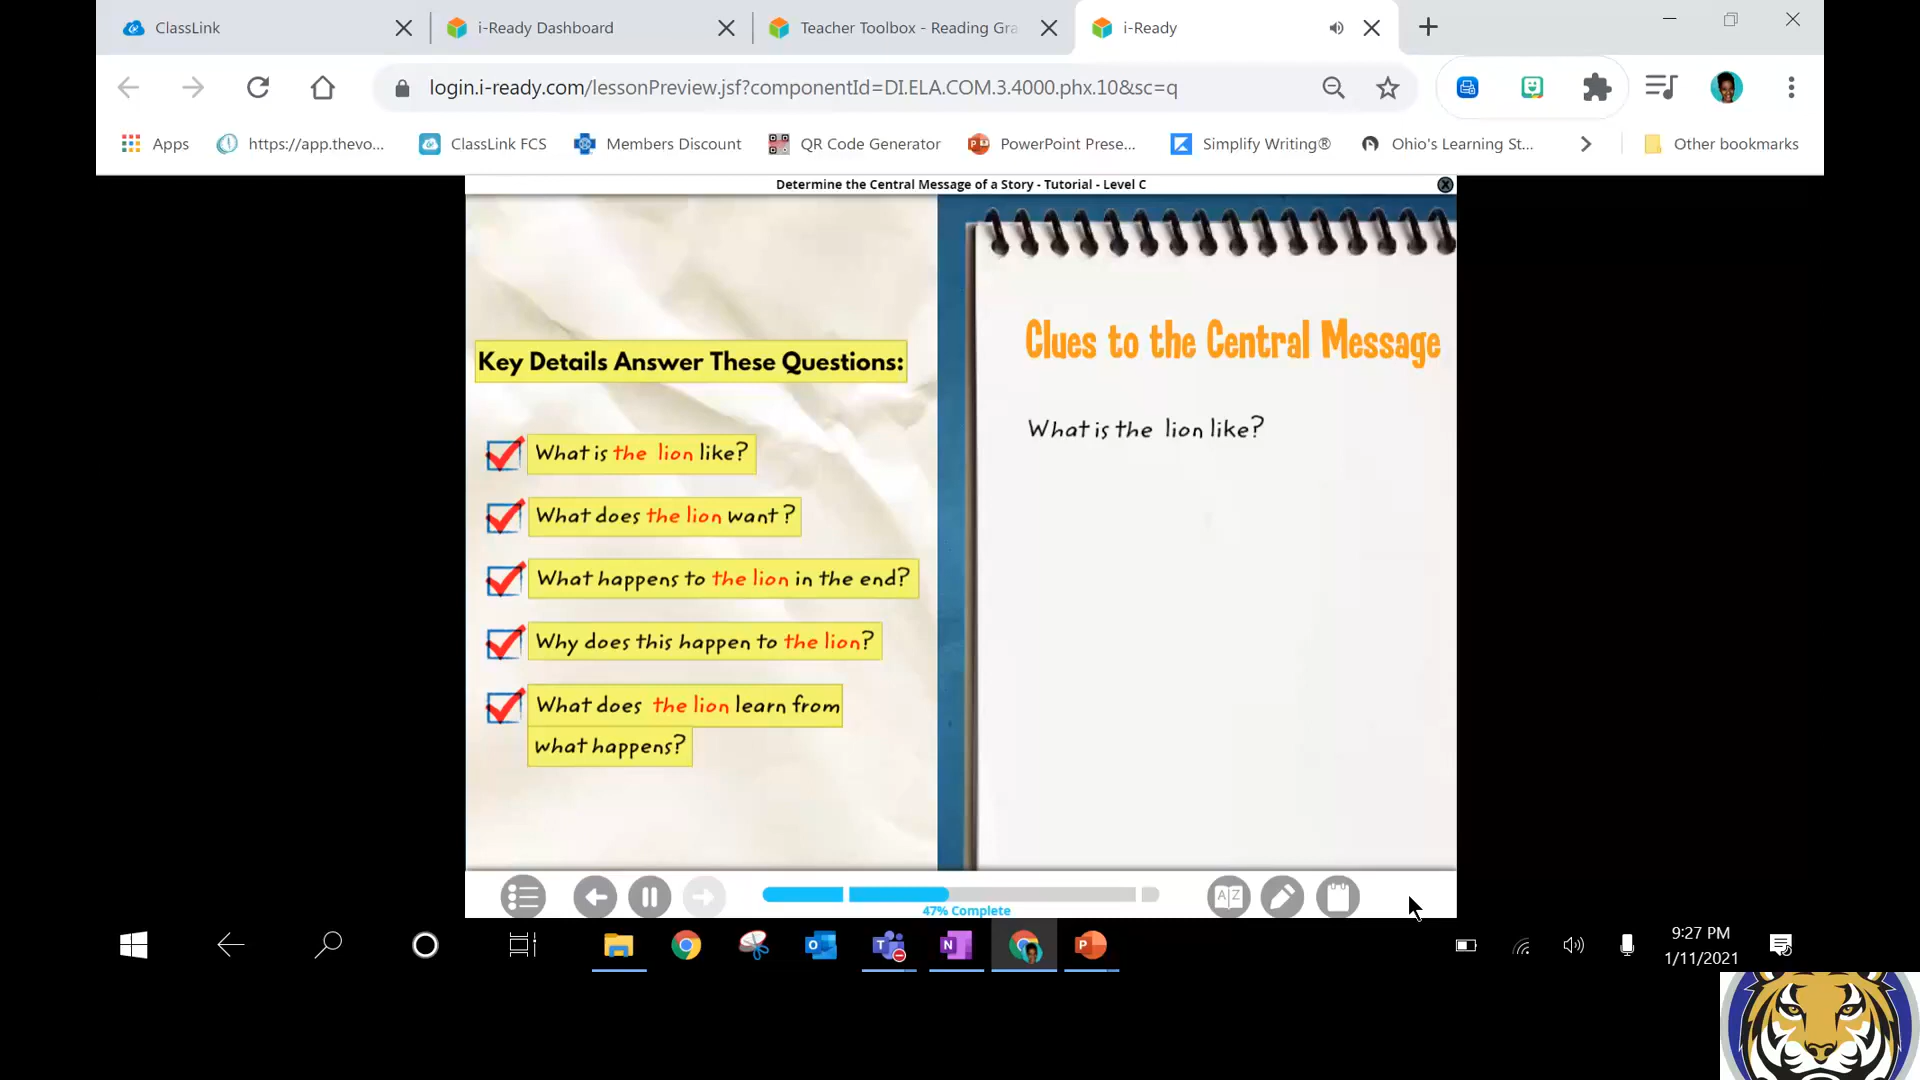 ClassLink
i-Ready Dashboard
Teacher Toolbox - Reading Gra
i-Ready
login.i-ready.com/lessonPreview.jsf?componentId=DI.ELA.COM.3.4000.phx.10&sc=q
Apps
https://app.thevo...
ClassLink FCS
Members Discount
QR Code Generator
PowerPoint Prese...
Simplify Writing®
Ohio's Learning St...
Other bookmarks
Determine the Central Message of a Story - Tutorial - Level C
Key Details Answer These Questions:
What is the lion like?
What does the lion want?
What happens to the lion in the end?
Why does this happen to the lion?
What does the lion learn from
what happens?
Clues to the Central Message
What is the lion like?
47% Complete
A Z
9:27 PM
1/11/2021